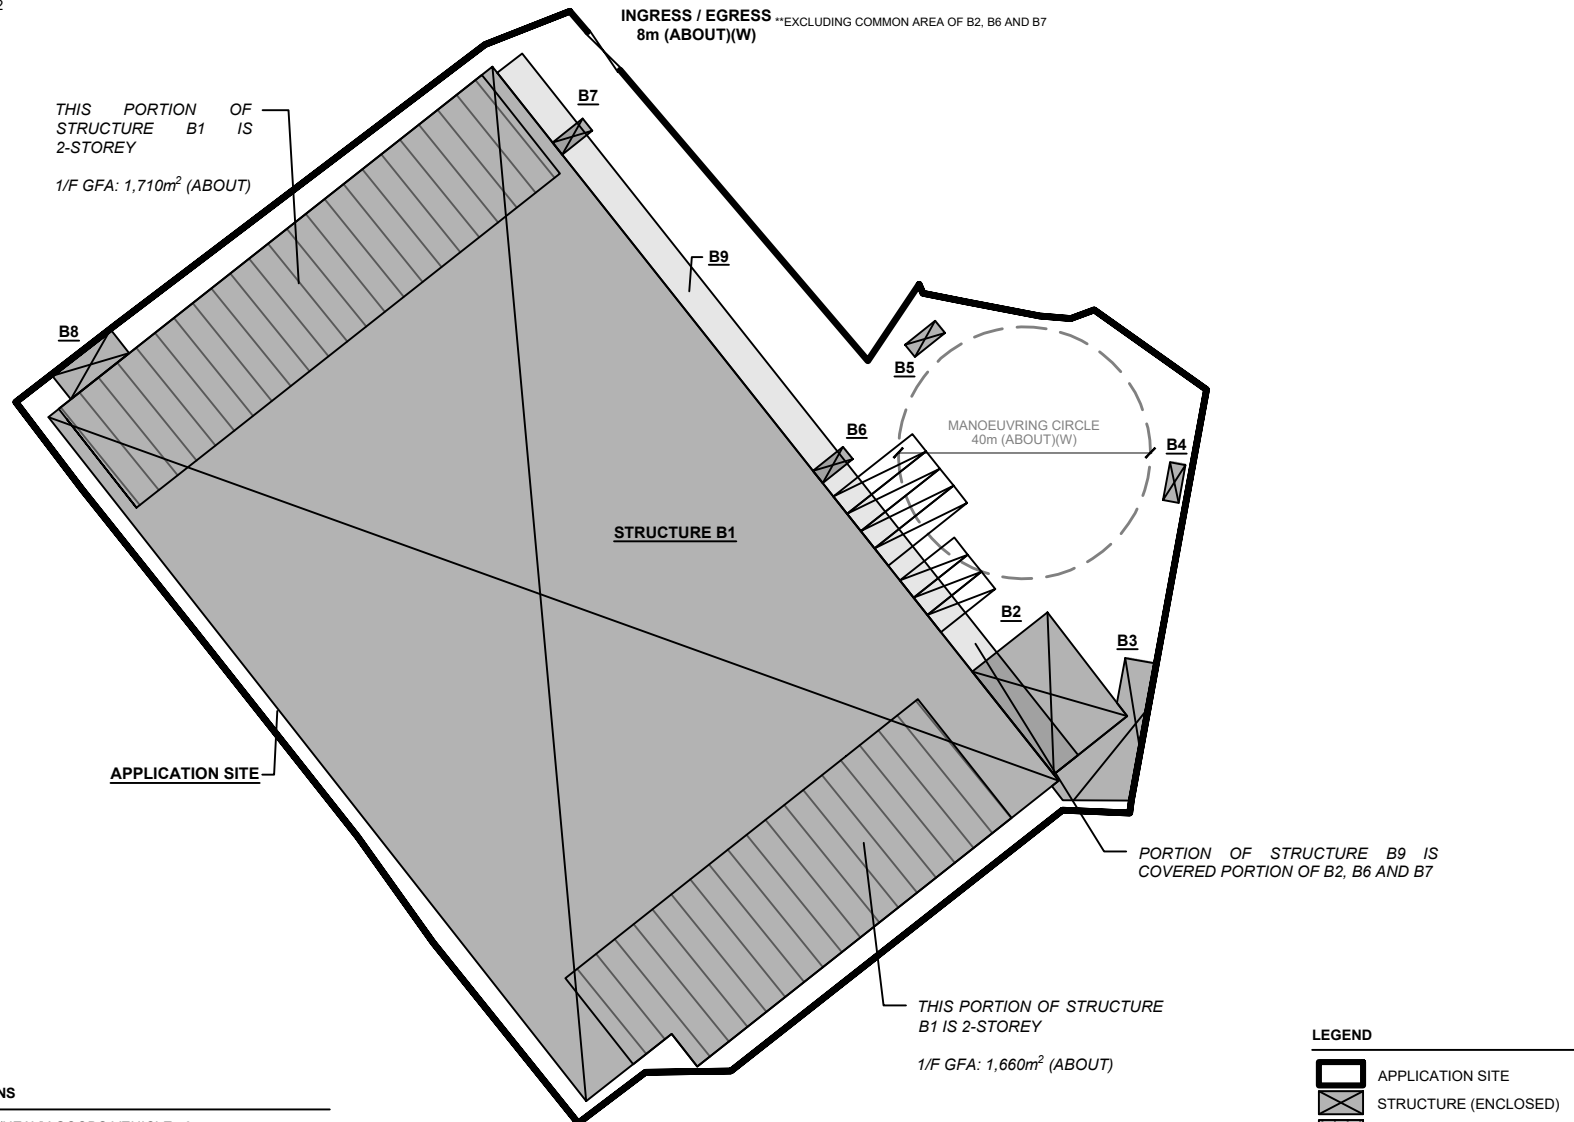 INGRESS / EGRESS
8m (ABOUT)(W)
**EXCLUDING COMMON AREA OF B2, B6 AND B7
THIS PORTION OF
STRUCTURE B1 IS
2-STOREY
1/F GFA: 1,710m² (ABOUT)
B7
B9
B8
B5
MANOEUVRING CIRCLE
40m (ABOUT)(W)
B6
B4
STRUCTURE B1
B2
B3
APPLICATION SITE
PORTION OF STRUCTURE B9 IS
COVERED PORTION OF B2, B6 AND B7
THIS PORTION OF STRUCTURE
B1 IS 2-STOREY
1/F GFA: 1,660m² (ABOUT)
LEGEND
APPLICATION SITE
STRUCTURE (ENCLOSED)
NS